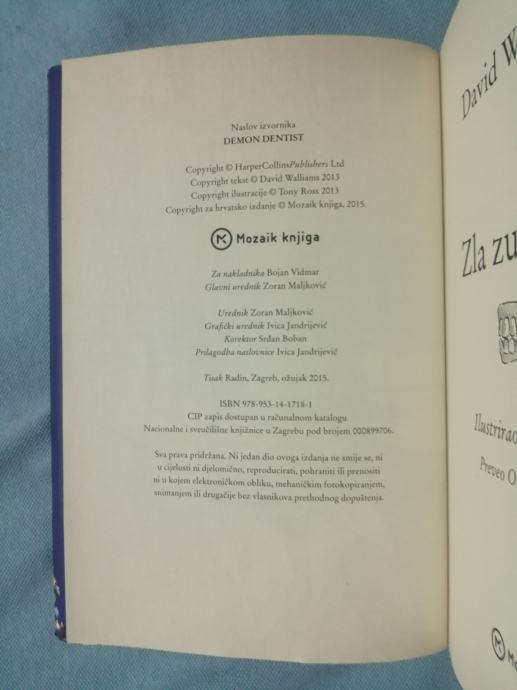 Naslov izvornika
DEMON DENTIST
Copyright © HarperCollinsPublishers Ltd
Copyright tekst © David Walliams 2013
Copyright ilustracije © Tony Ross 2013
Copyright za hrvatsko izdanje © Mozaik knjiga, 2015.
Mozaik knjiga
Za nakladnika Bojan Vidmar
Glavni urednik Zoran Maljković
Urednik Zoran Maljković
Grafički urednik Ivica Jandrijević
Korektor Srđan Boban
Prilagodba naslovnice Ivica Jandrijević
Tisak Radin, Zagreb, ožujak 2015.
ISBN 978-953-14-1718-1
CIP zapis dostupan u računalnom katalogu
Nacionalne i sveučilišne knjižnice u Zagrebu pod brojem 000899706.
Sva prava pridržana. Ni jedan dio ovoga izdanja ne smije se, ni
u cijelosti ni djelomično, reproducirati, pohraniti ili prenositi
ni u kojem elektroničkom obliku, mehaničkim fotokopiranjem,
snimanjem ili drugačije bez vlasnikova prethodnog dopuštenja.
David W
Zla zu
Ilustrirao
Preveo O
Mo